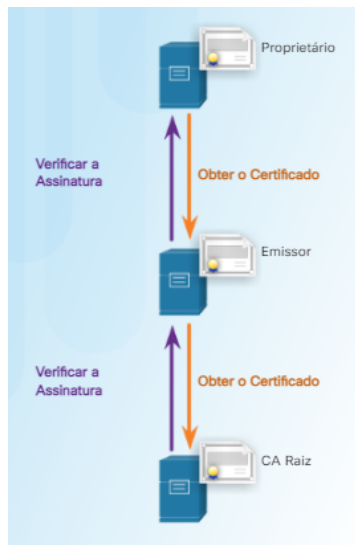 Proprietário
Verificar a
Assinatura
Obter o Certificado
Emissor
Verificar a
Assinatura
Obter o Certificado
CA Raiz